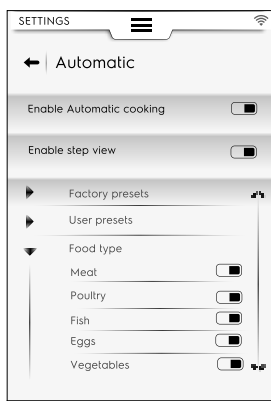 SETTINGS
Automatic
Enable Automatic cooking
Enable step view
Factory presets
User presets
Food type
Meat
Poultry
Fish
Eggs
Vegetables